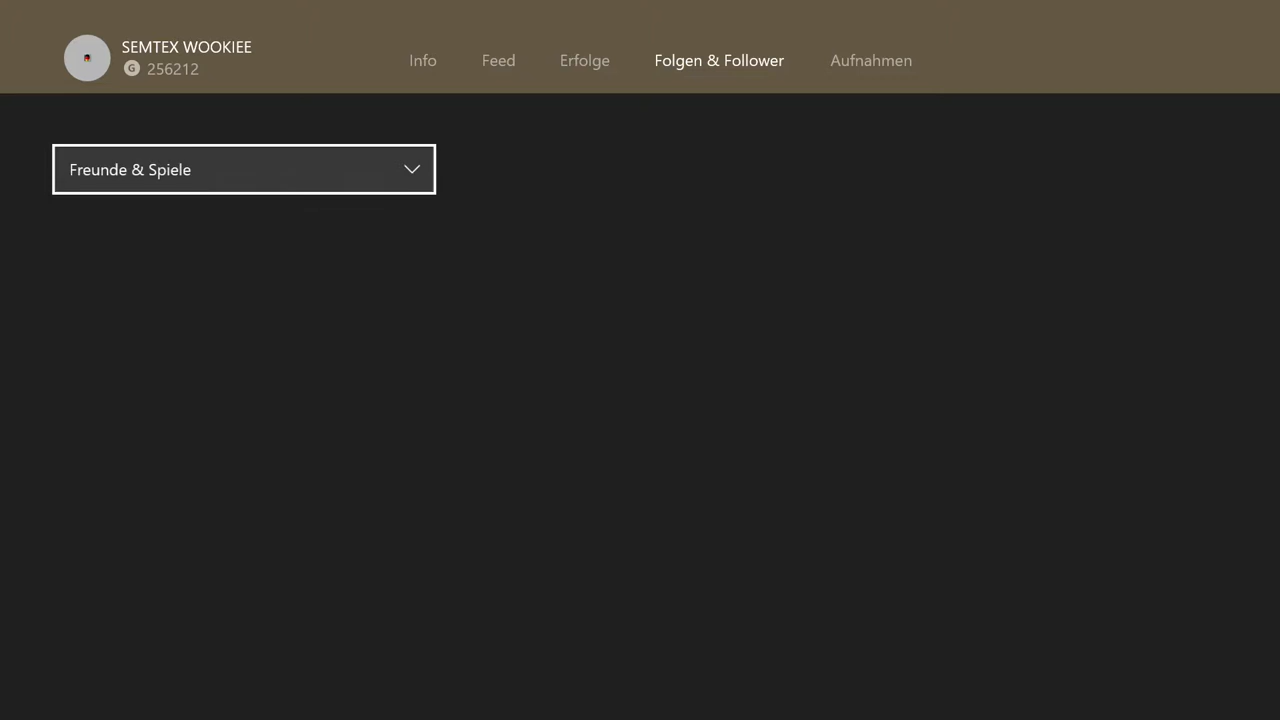 SEMTEX WOOKIEE
G 256212
Info
Feed
Erfolge
Folgen & Follower
Aufnahmen
Freunde & Spiele